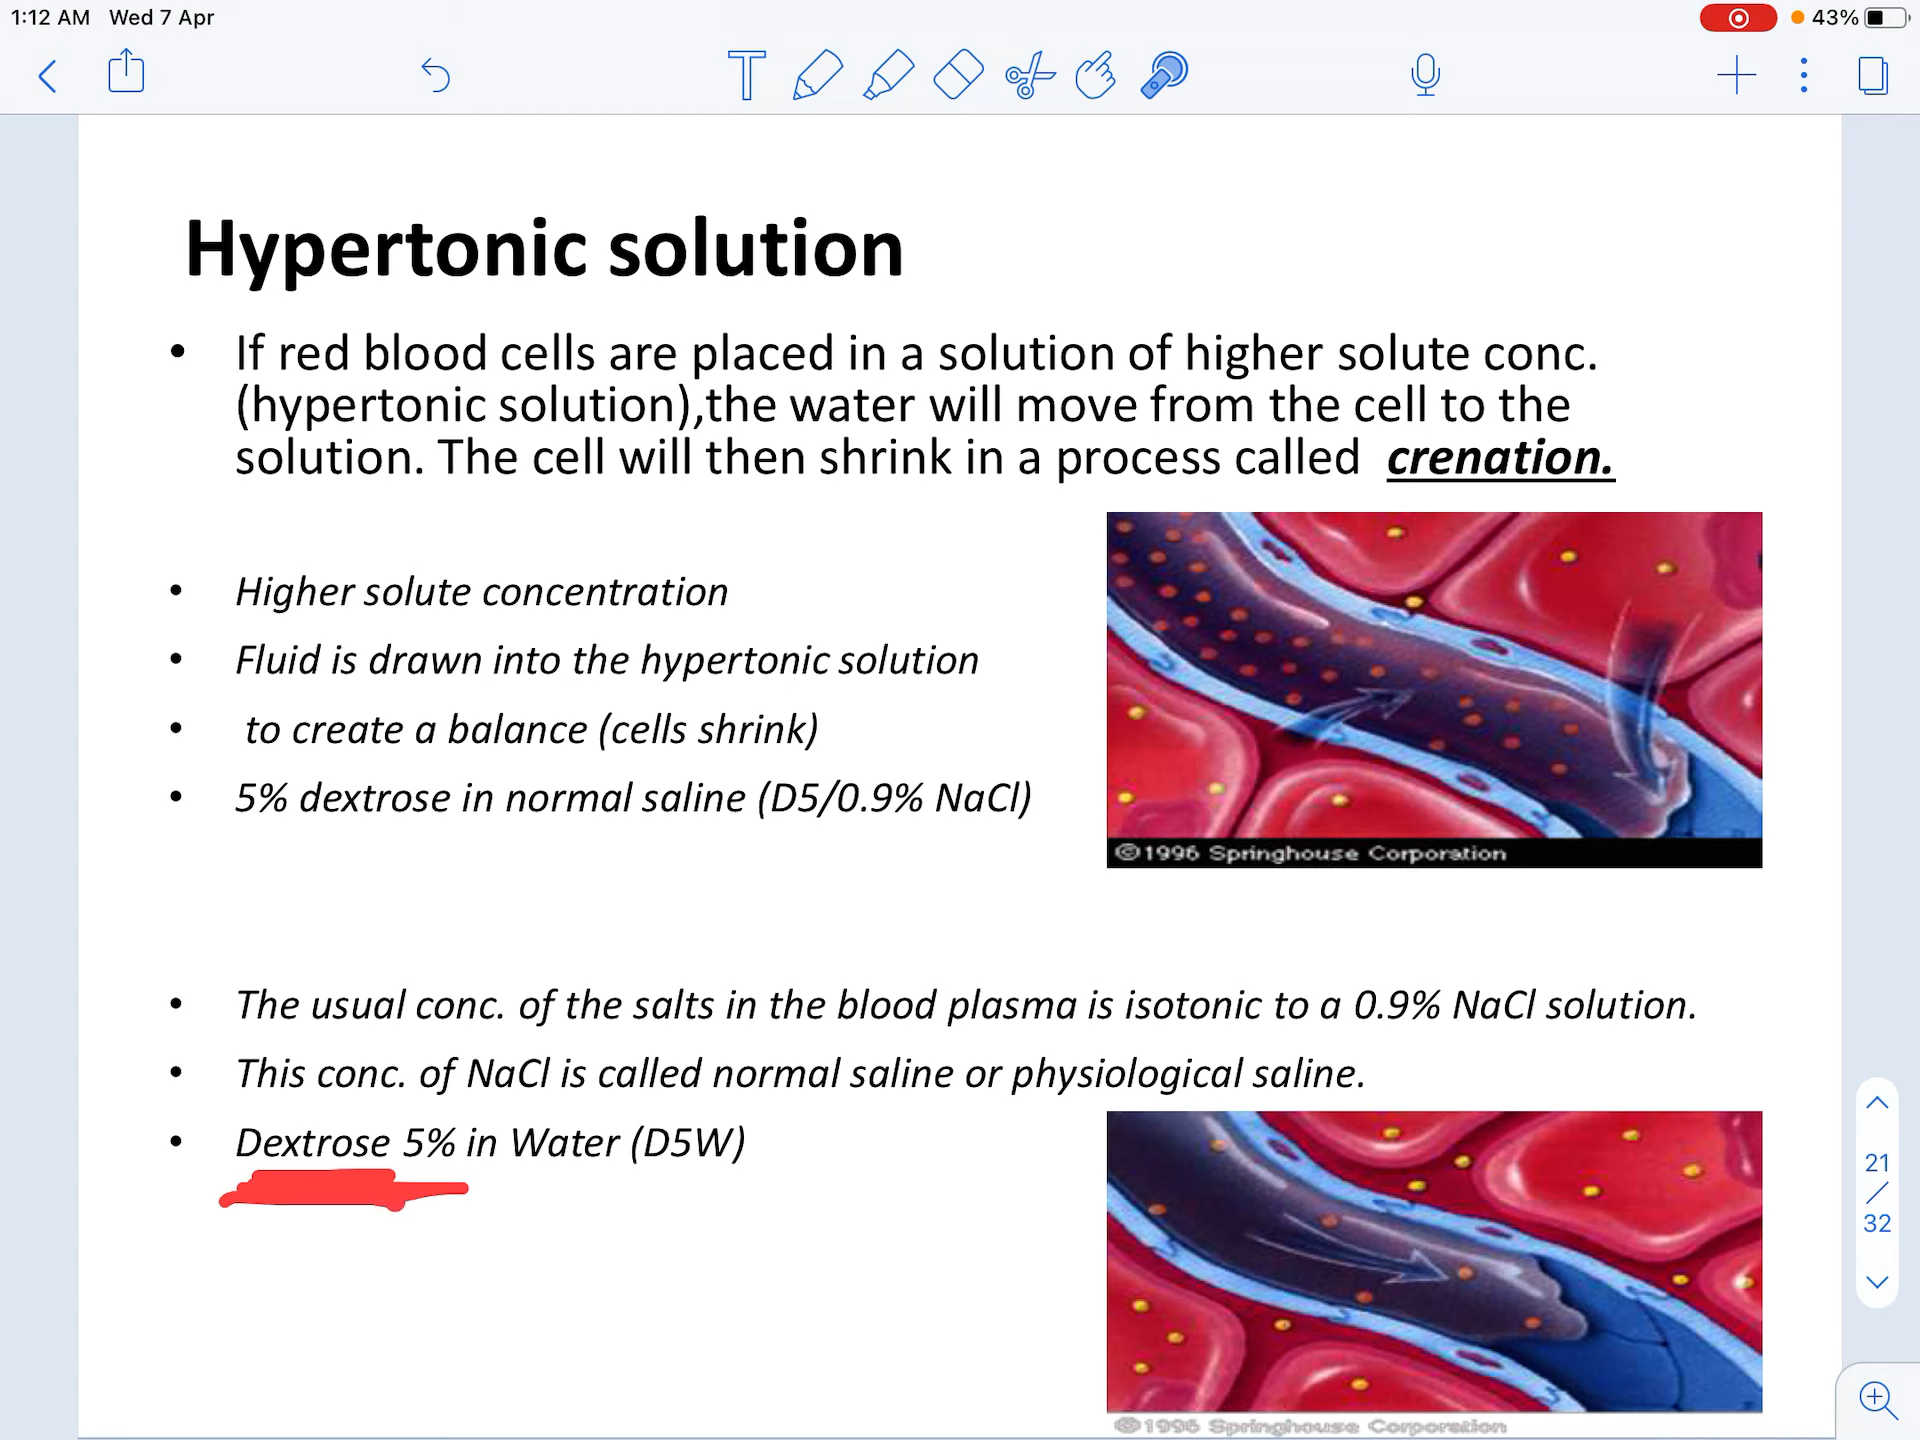 1:12 AM Wed 7 Apr
43%
T
Hypertonic solution
• If red blood cells are placed in a solution of higher solute conc.
(hypertonic solution),the water will move from the cell to the
solution. The cell will then shrink in a process called crenation.
• Higher solute concentration
• Fluid is drawn into the hypertonic solution
• to create a balance (cells shrink)
• 5% dextrose in normal saline (D5/0.9% NaCl)
©1996 Springhouse Corporation
• The usual conc. of the salts in the blood plasma is isotonic to a 0.9% NaCl solution.
• This conc. of NaCl is called normal saline or physiological saline.
• Dextrose 5% in Water (D5W)
©1996 Springhouse Corporation
21
/
32